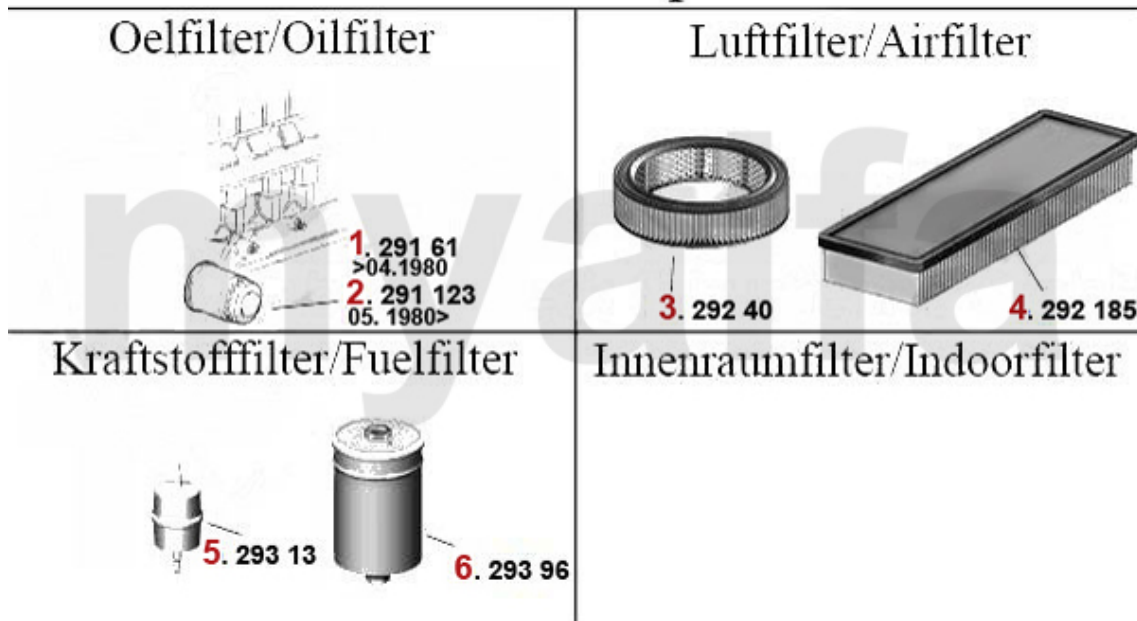 Oelfilter/Oilfilter
1. 291 61
>04.1980
2. 291 123
05. 1980>
Luftfilter/Airfilter
3. 292 40
4. 292 185
Kraftstofffilter/Fuelfilter
5. 293 13
6. 293 96
Innenraumfilter/Indoorfilter
myalfa